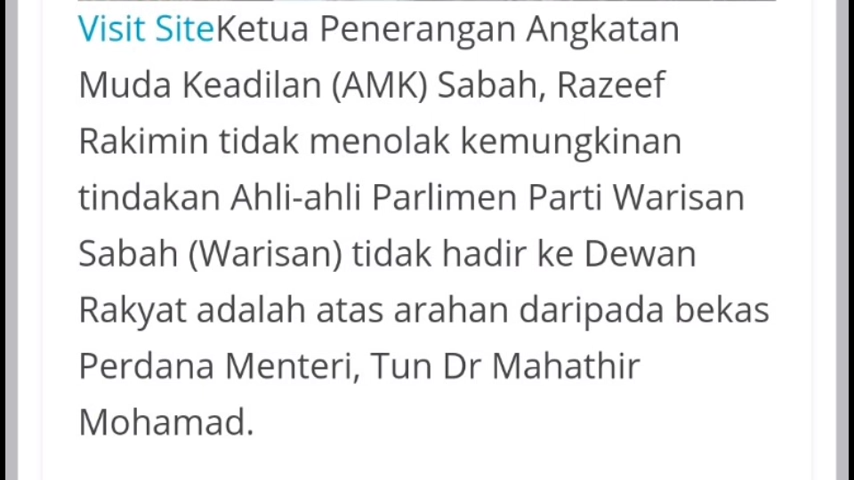 Visit SiteKetua Penerangan Angkatan
Muda Keadilan (AMK) Sabah, Razeef
Rakimin tidak menolak kemungkinan
tindakan Ahli-ahli Parlimen Parti Warisan
Sabah (Warisan) tidak hadir ke Dewan
Rakyat adalah atas arahan daripada bekas
Perdana Menteri, Tun Dr Mahathir
Mohamad.